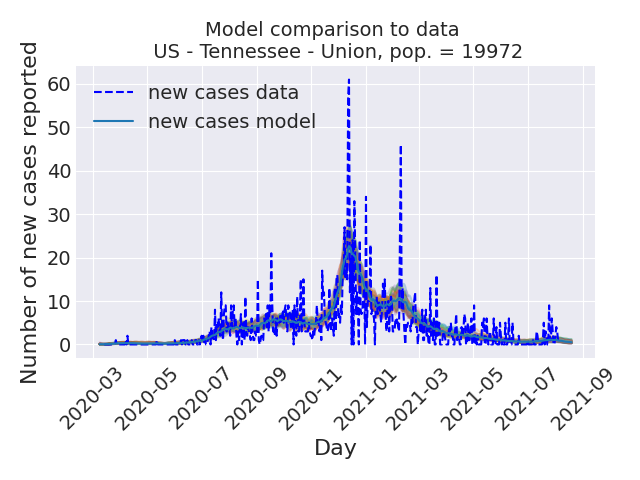 Model comparison to data
US - Tennessee - Union, pop. = 19972
Number of new cases reported
60
50
40
30
20
10
0
new cases data
new cases model
2020-03
2020-05
2020-07
2020-09
2020-11
2021-01
2021-03
2021-05
2021-07
2021-09
Day